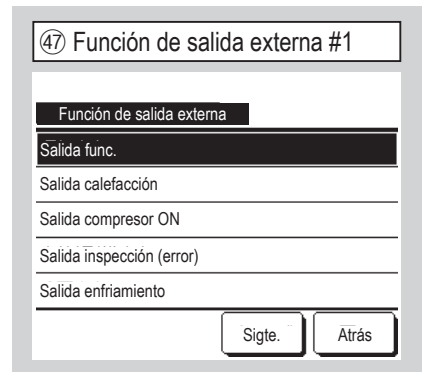 ㊼ Función de salida externa #1
Función de salida externa
Salida func.
Salida calefacción
Salida compresor ON
Salida inspección (error)
Salida enfriamiento
Sigte. Atrás